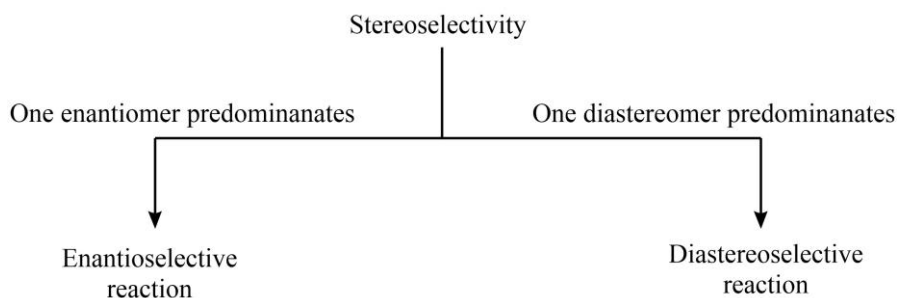 Stereoselectivity
One enantiomer predominanates
One diastereomer predominanates
Enantioselective
reaction
Diastereoselective
reaction